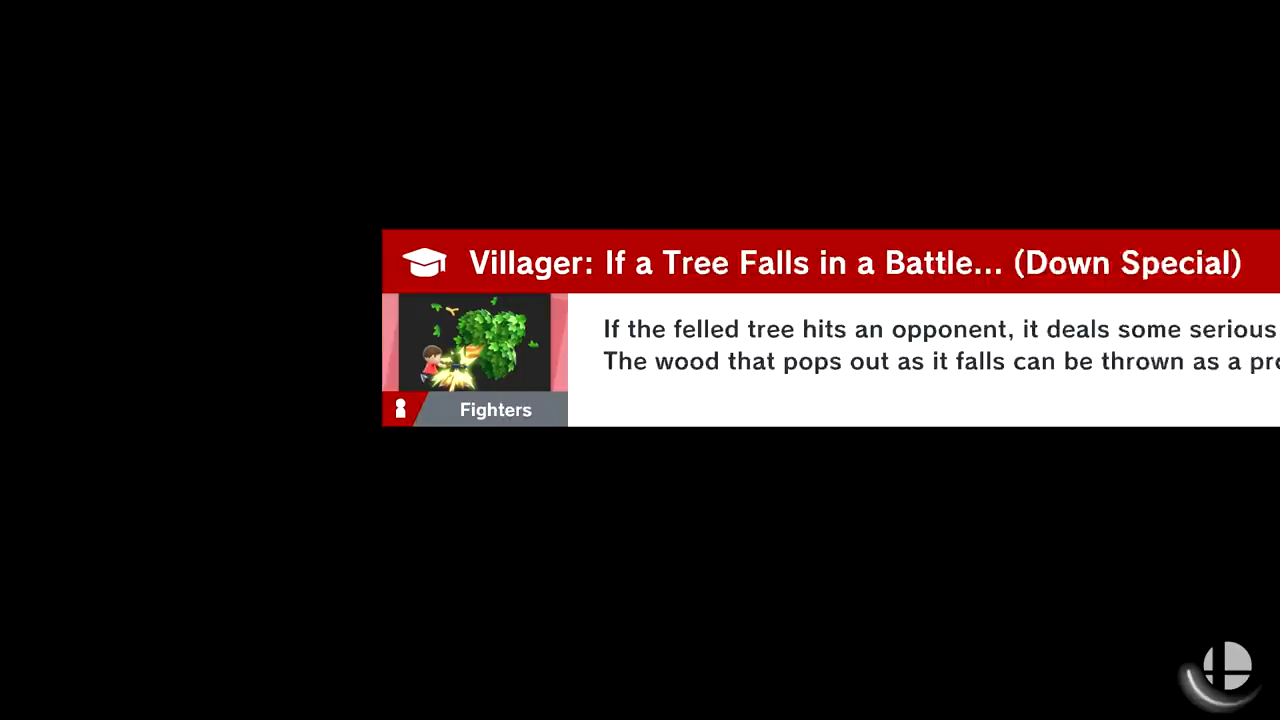 Villager: If a Tree Falls in a Battle... (Down Special)
If the felled tree hits an opponent, it deals some serious
The wood that pops out as it falls can be thrown as a
Fighters